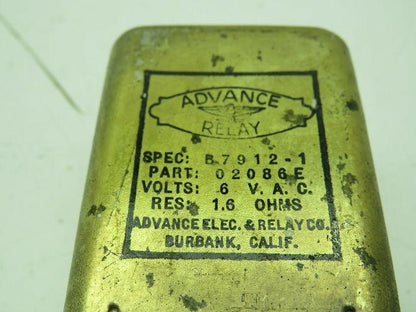 ADVANCE
RELAY
SPEC: B7912-1
PART: 02086E
VOLTS: 6 V.A.C.
RES: 1.6 OHMS
ADVANCE ELEC. & RELAY CO.
BURBANK, CALIF.